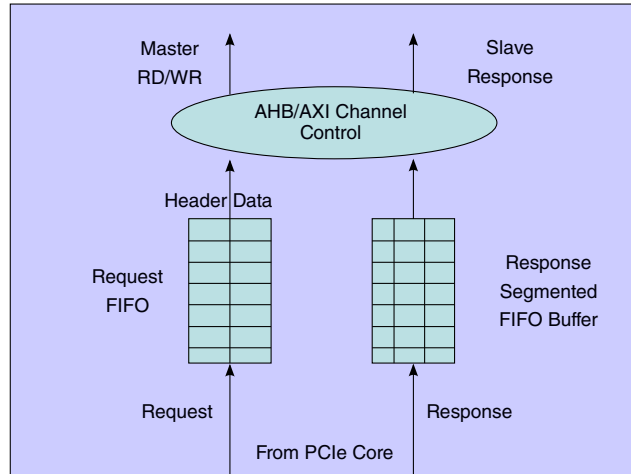 Master
RD/WR
Slave
Response
AHB/AXI Channel
Control
Header Data
Request
FIFO
Response
Segmented
FIFO Buffer
Request
Response
From PCIe Core